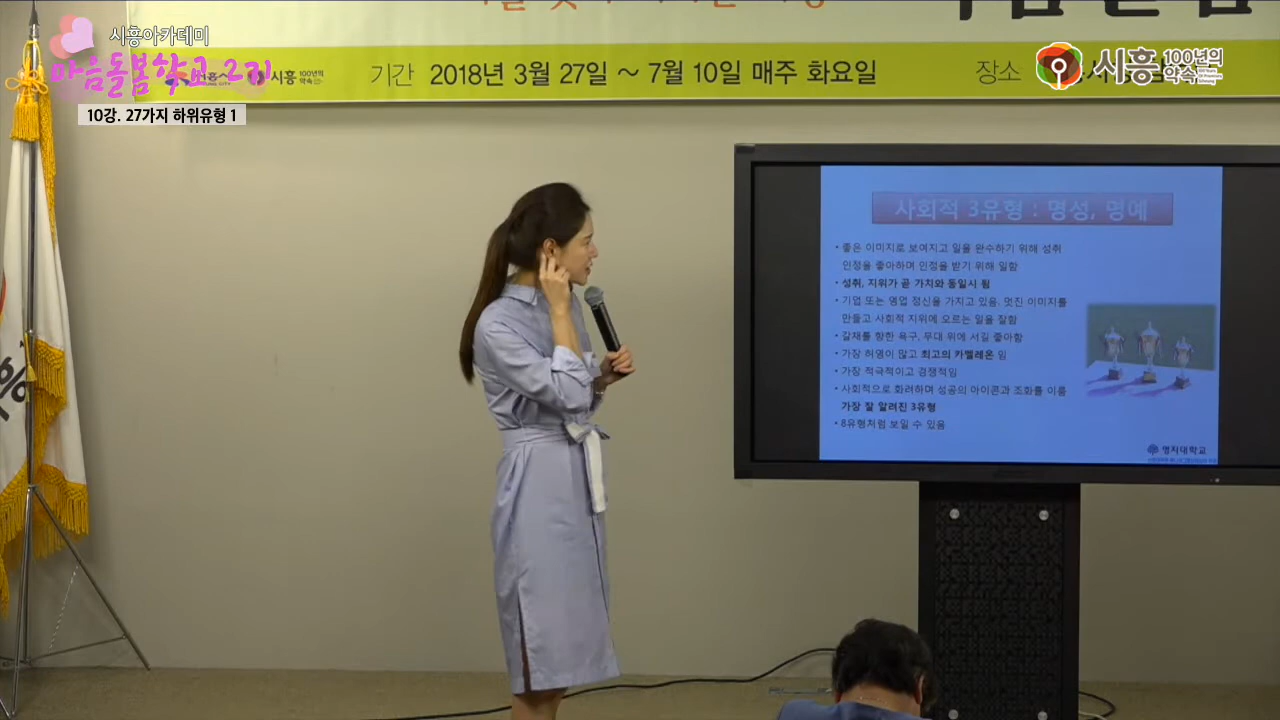 시흥아카데미
마음돌봄학교 2기
10강. 27가지 하위유형 1
시흥 100년의 약속
기간 2018년 3월 27일 ~ 7월 10일 매주 화요일
장소
시흥 100년의 약속
사회적 3유형 : 명성, 명예
• 좋은 이미지로 보여지고 일을 완수하기 위해 성취
인정을 좋아하며 인정을 받기 위해 일함
• 성취, 지위가 곧 가치와 동일시 됨
• 기업 또는 영업 정신을 가지고 있음. 멋진 이미지를
만들고 사회적 지위에 오르는 일을 잘함
• 갈채를 향한 욕구, 무대 위에 서길 좋아함
• 가장 허영이 많고 최고의 카멜레온 임
• 가장 적극적이고 경쟁적임
• 사회적으로 화려하며 성공의 아이콘과 조화를 이룸
가장 잘 알려진 3유형
• 8유형처럼 보일 수 있음
명지대학교